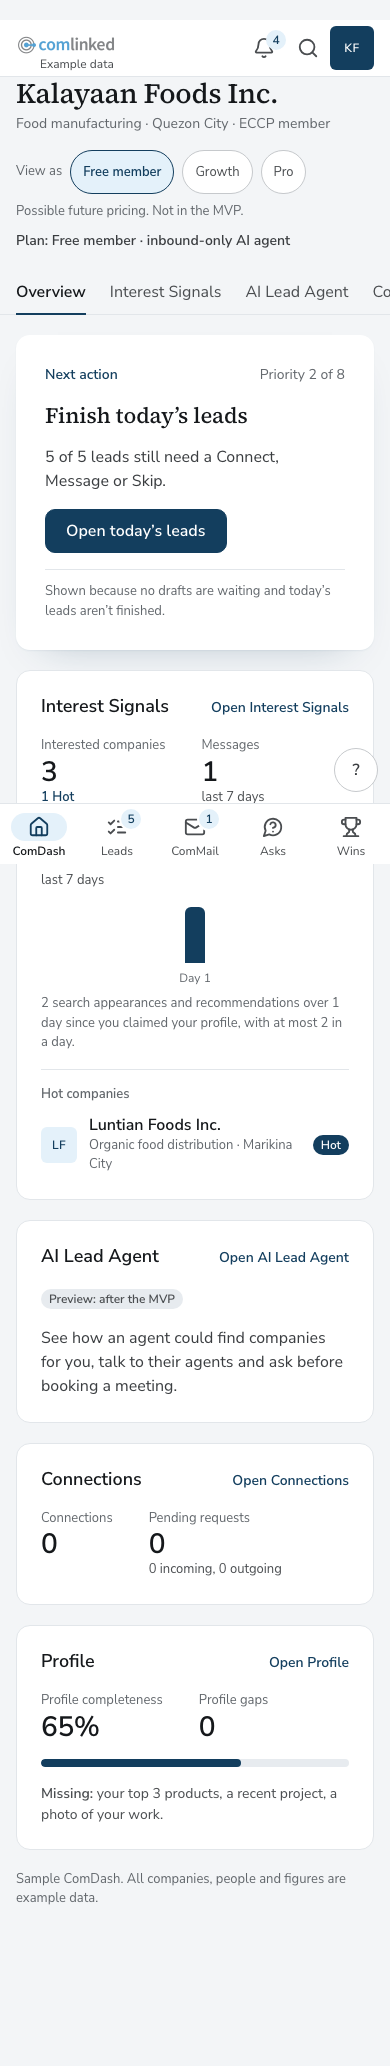 comlinked
Example data
4
KF
Kalayaan Foods Inc.
Food manufacturing · Quezon City · ECCP member
View as
Free member
Growth
Pro
Possible future pricing. Not in the MVP.
Plan: Free member · inbound-only AI agent
Overview
Interest Signals
AI Lead Agent
Co
Next action
Priority 2 of 8
Finish today's leads
5 of 5 leads still need a Connect,
Message or Skip.
Open today's leads
Shown because no drafts are waiting and today's
leads aren't finished.
Interest Signals
Open Interest Signals
Interested companies
Messages
3
1
1 Hot
last 7 days
?
5
1
ComDash
Leads
ComMail
Asks
Wins
last 7 days
Day 1
2 search appearances and recommendations over 1
day since you claimed your profile, with at most 2 in
a day.
Hot companies
LF
Luntian Foods Inc.
Organic food distribution · Marikina
City
Hot
AI Lead Agent
Open AI Lead Agent
Preview: after the MVP
See how an agent could find companies
for you, talk to their agents and ask before
booking a meeting.
Connections
Open Connections
Connections
Pending requests
0
0
0 incoming, 0 outgoing
Profile
Open Profile
Profile completeness
Profile gaps
65%
0
Missing: your top 3 products, a recent project, a
photo of your work.
Sample ComDash. All companies, people and figures are
example data.